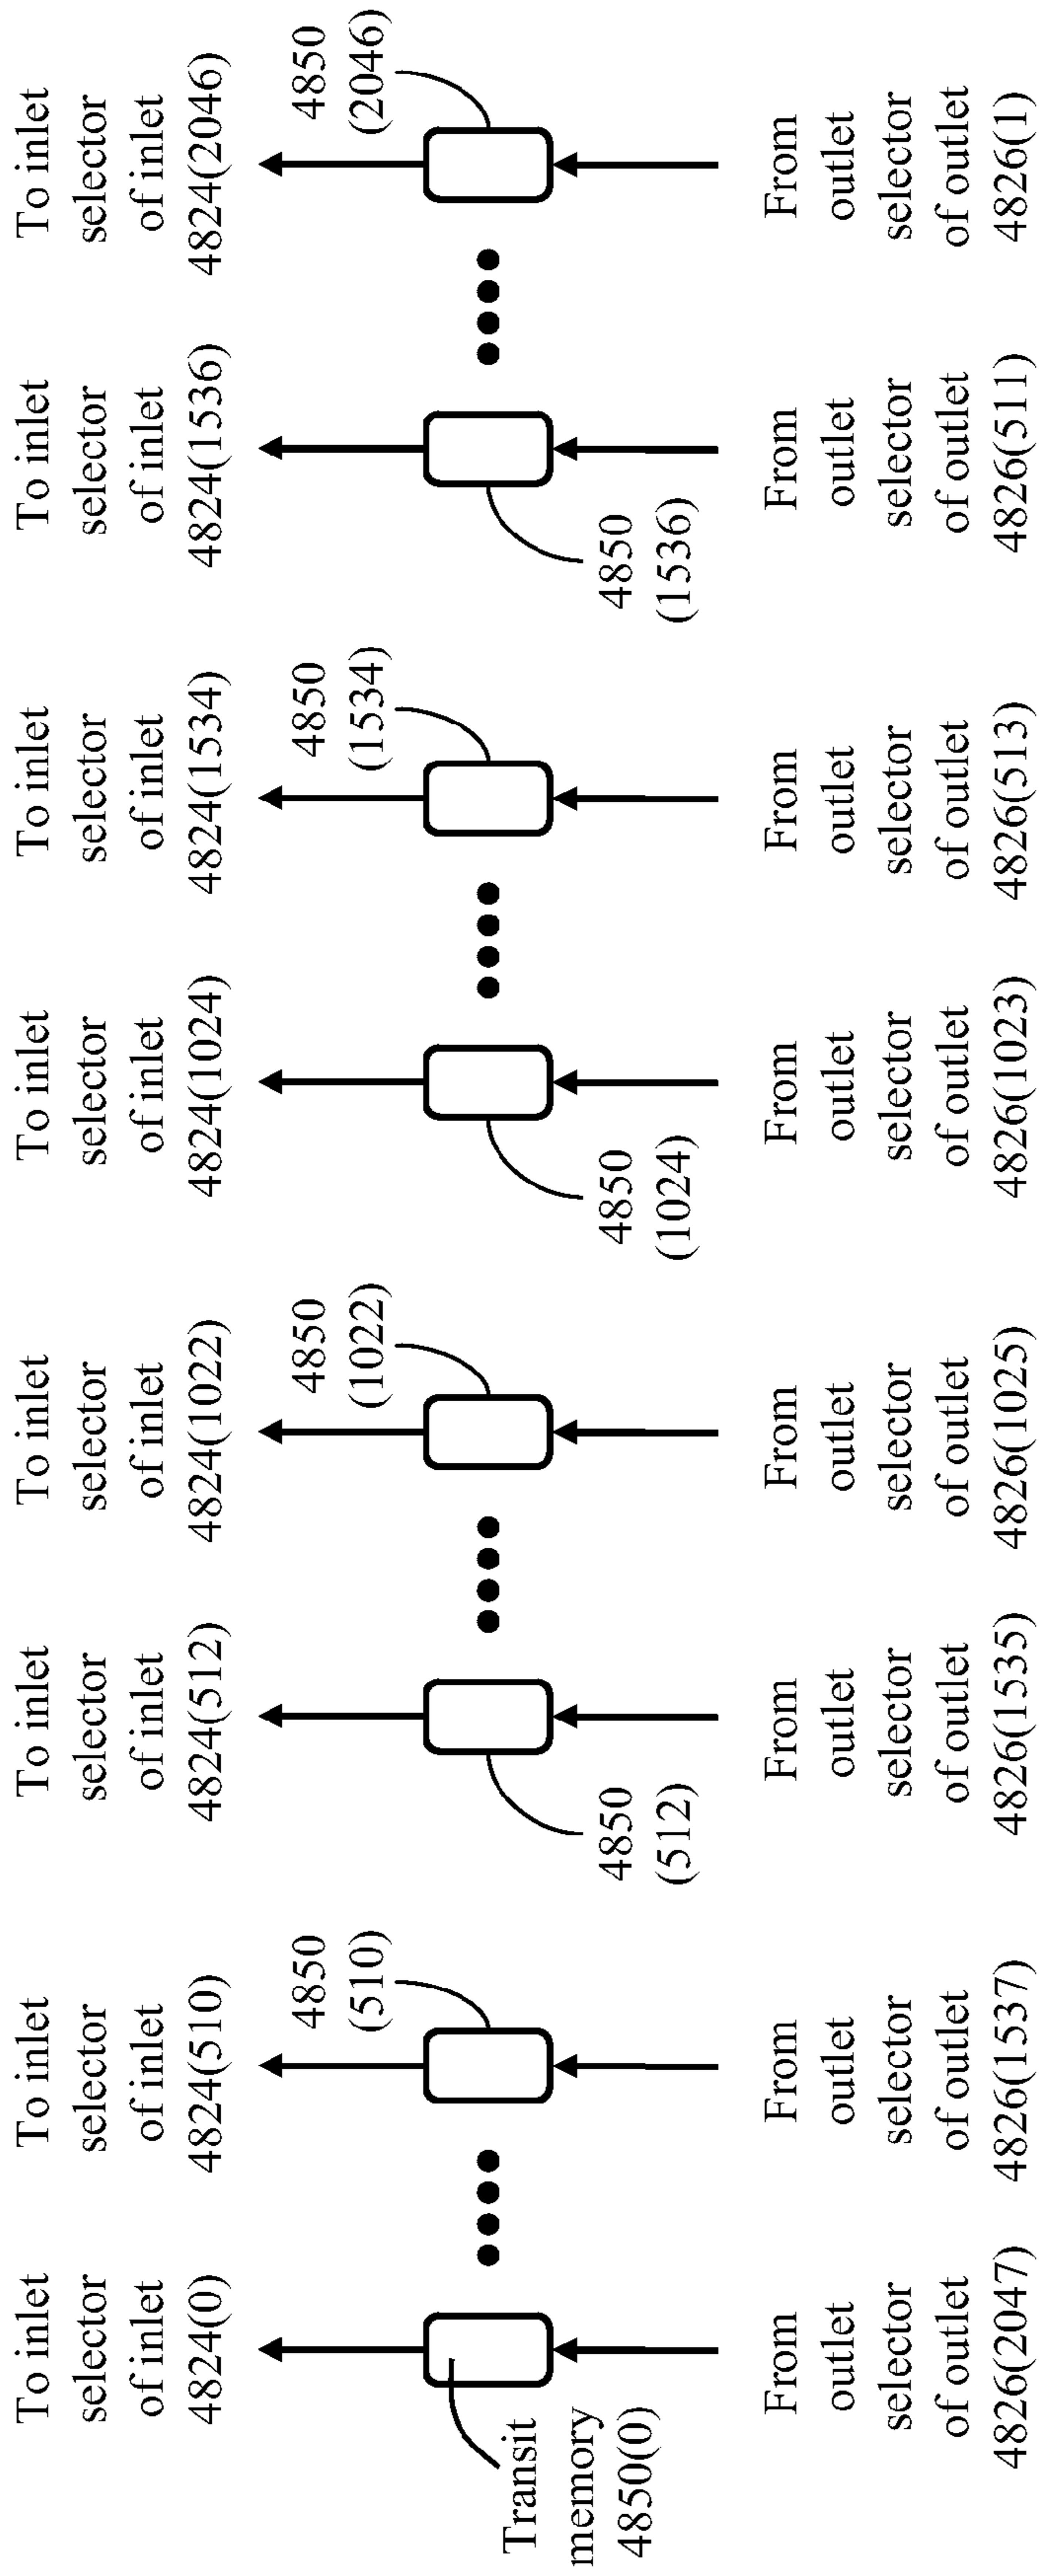 To inlet
selector
of inlet
4824(0)
To inlet
selector
of inlet
4824(510)
To inlet
selector
of inlet
4824(512)
To inlet
selector
of inlet
4824(1022)
To inlet
selector
of inlet
4824(1024)
To inlet
selector
of inlet
4824(1534)
To inlet
selector
of inlet
4824(1536)
To inlet
selector
of inlet
4824(2046)
Transit
memory
4850(0)
4850
(510)
4850
(512)
4850
(1022)
4850
(1024)
4850
(1534)
4850
(1536)
4850
(2046)
From
outlet
selector
of outlet
4826(2047)
From
outlet
selector
of outlet
4826(1537)
From
outlet
selector
of outlet
4826(1535)
From
outlet
selector
of outlet
4826(1025)
From
outlet
selector
of outlet
4826(1023)
From
outlet
selector
of outlet
4826(513)
From
outlet
selector
of outlet
4826(511)
From
outlet
selector
of outlet
4826(1)